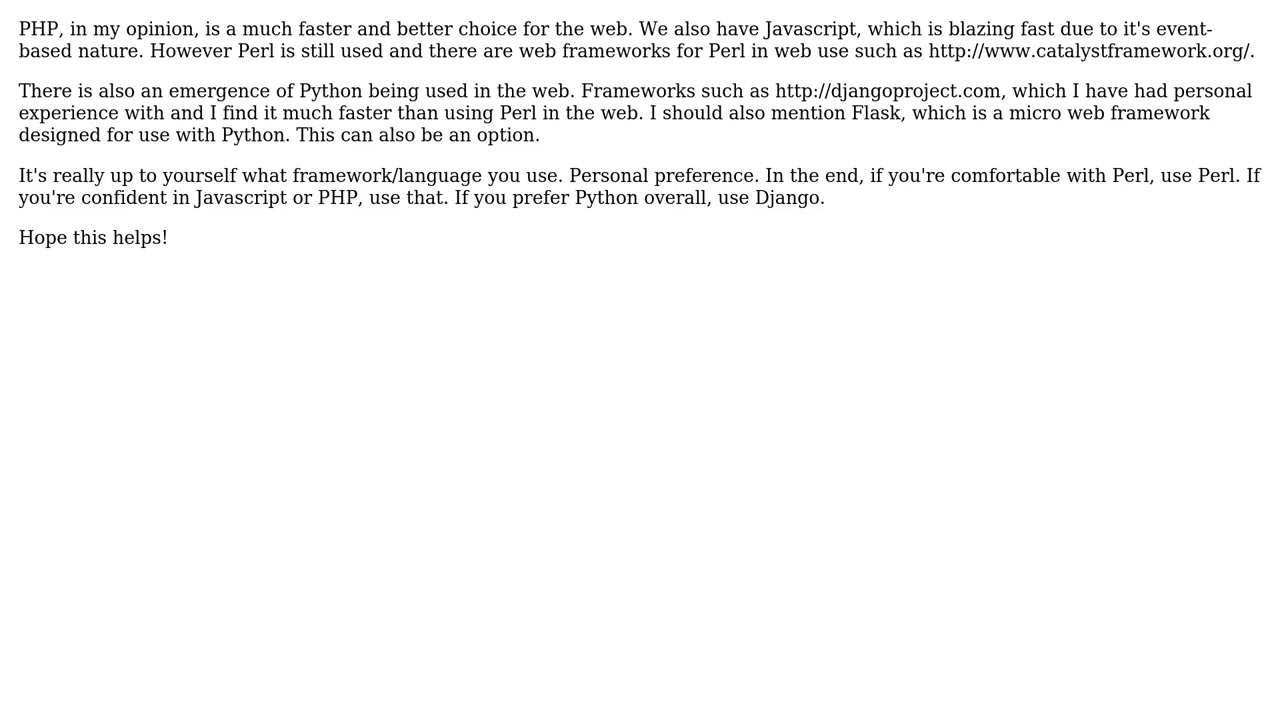 PHP, in my opinion, is a much faster and better choice for the web. We also have Javascript, which is blazing fast due to it's event-
based nature. However Perl is still used and there are web frameworks for Perl in web use such as http://www.catalystframework.org/.
There is also an emergence of Python being used in the web. Frameworks such as http://djangoproject.com, which I have had personal
experience with and I find it much faster than using Perl in the web. I should also mention Flask, which is a micro web framework
designed for use with Python. This can also be an option.
It's really up to yourself what framework/language you use. Personal preference. In the end, if you're comfortable with Perl, use Perl. If
you're confident in Javascript or PHP, use that. If you prefer Python overall, use Django.
Hope this helps!